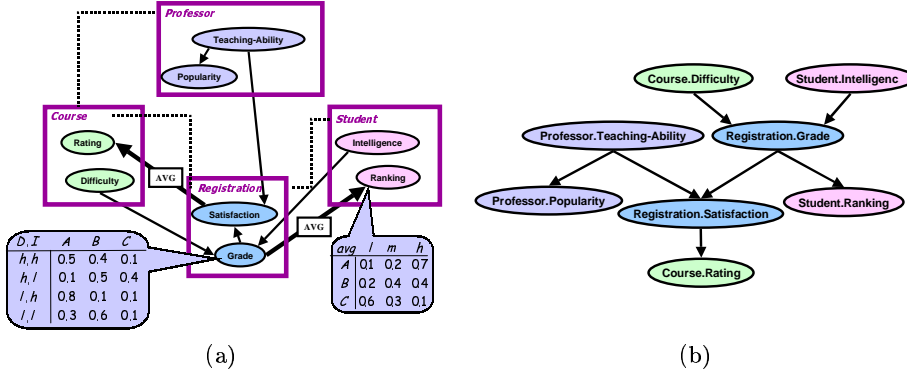 Professor
Teaching-Ability
Popularity
Course
Rating
Difficulty
Student
Intelligence
Ranking
AVG
Registration
Satisfaction
Grade
AVG
D,I A B C
h,h 0.5 0.4 0.1
h,l 0.1 0.5 0.4
l,h 0.8 0.1 0.1
l,l 0.3 0.6 0.1
avg l m h
A 0.1 0.2 0.7
B 0.2 0.4 0.4
C 0.6 0.3 0.1
(a)
Course.Difficulty
Student.Intelligenc
Professor.Teaching-Ability
Registration.Grade
Professor.Popularity
Registration.Satisfaction
Student.Ranking
Course.Rating
(b)